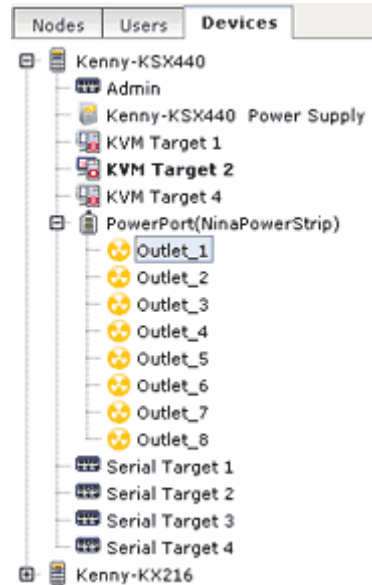 Nodes Users Devices
Kenny-KSX440
Admin
Kenny-KSX440 Power Supply
KVM Target 1
KVM Target 2
KVM Target 4
PowerPort(NinaPowerStrip)
Outlet_1
Outlet_2
Outlet_3
Outlet_4
Outlet_5
Outlet_6
Outlet_7
Outlet_8
Serial Target 1
Serial Target 2
Serial Target 3
Serial Target 4
Kenny-KX216